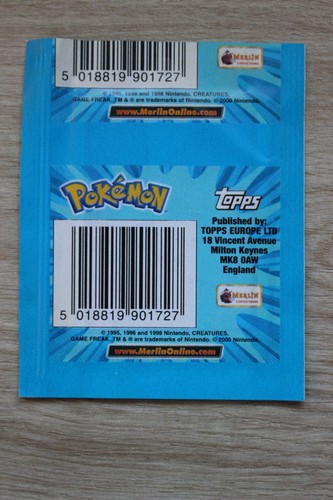 MERLIN
5 018819 901727
© 1995, 1996 and 1998 Nintendo, CREATURES,
GAME FREAK. TM & ® are trademarks of Nintendo. © 2000 Nintendo.
www.MerlinOnline.com
POKéMON
topps
Published by:
TOPPS EUROPE LTD
18 Vincent Avenue
Milton Keynes
MK8 0AW
England
MERLIN
5 018819 901727
© 1995, 1996 and 1998 Nintendo, CREATURES,
GAME FREAK. TM & ® are trademarks of Nintendo. © 2000 Nintendo.
www.MerlinOnline.com